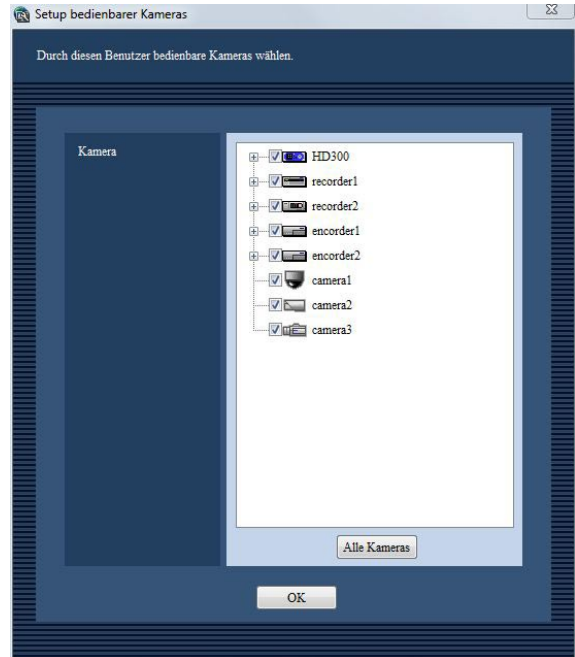 Setup bedienbarer Kameras
Durch diesen Benutzer bedienbare Kameras wählen.
Kamera
HD300
recorder1
recorder2
encorder1
encorder2
camera1
camera2
camera3
Alle Kameras
OK